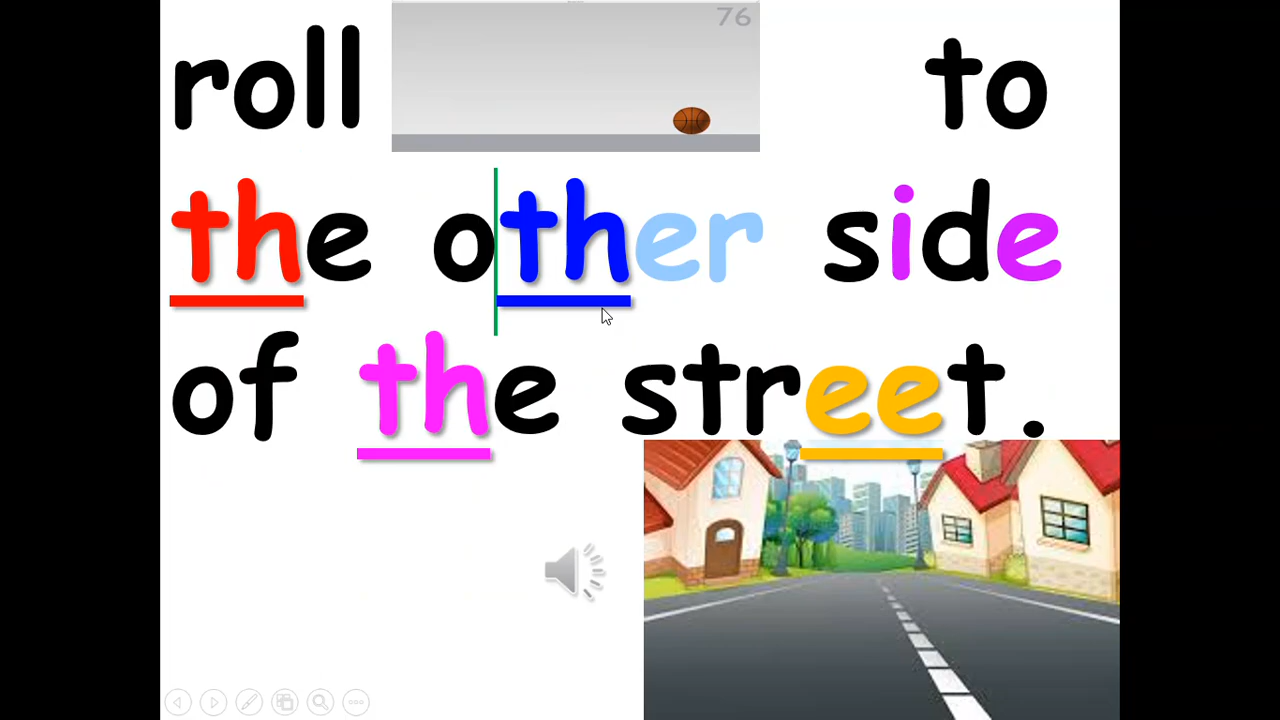 76
roll to
the other side
of the street.